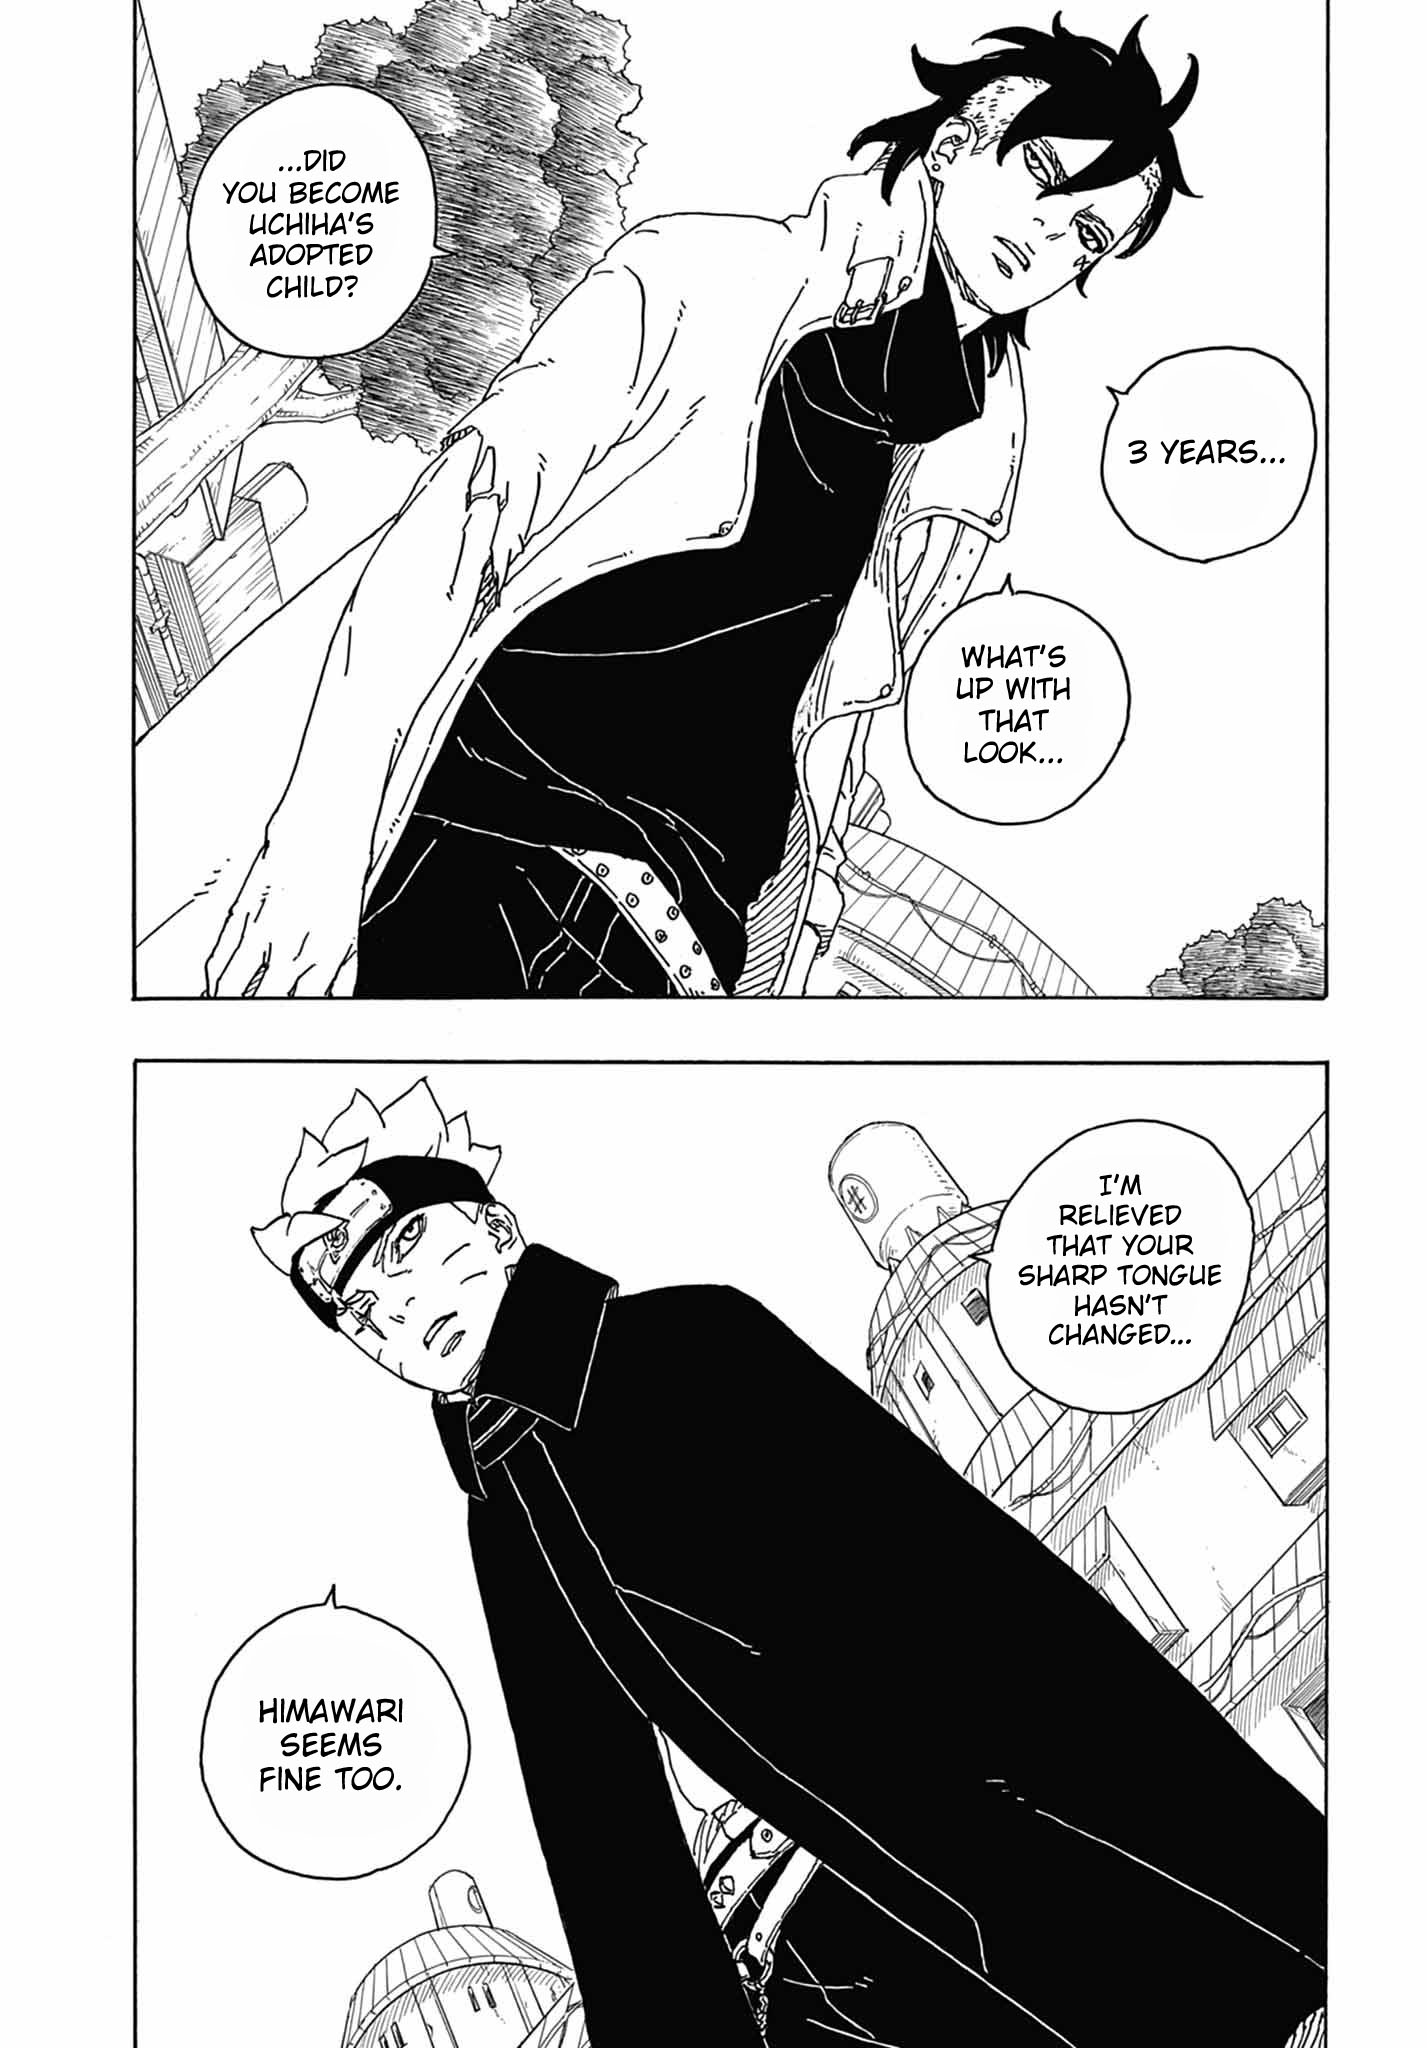 3 YEARS...
WHAT'S
UP WITH
THAT
LOOK...
...DID
YOU BECOME
UCHIHA'S
ADOPTED
CHILD?
I'M
RELIEVED
THAT YOUR
SHARP TONGUE
HASN'T
CHANGED...
HIMAWARI
SEEMS
FINE TOO.